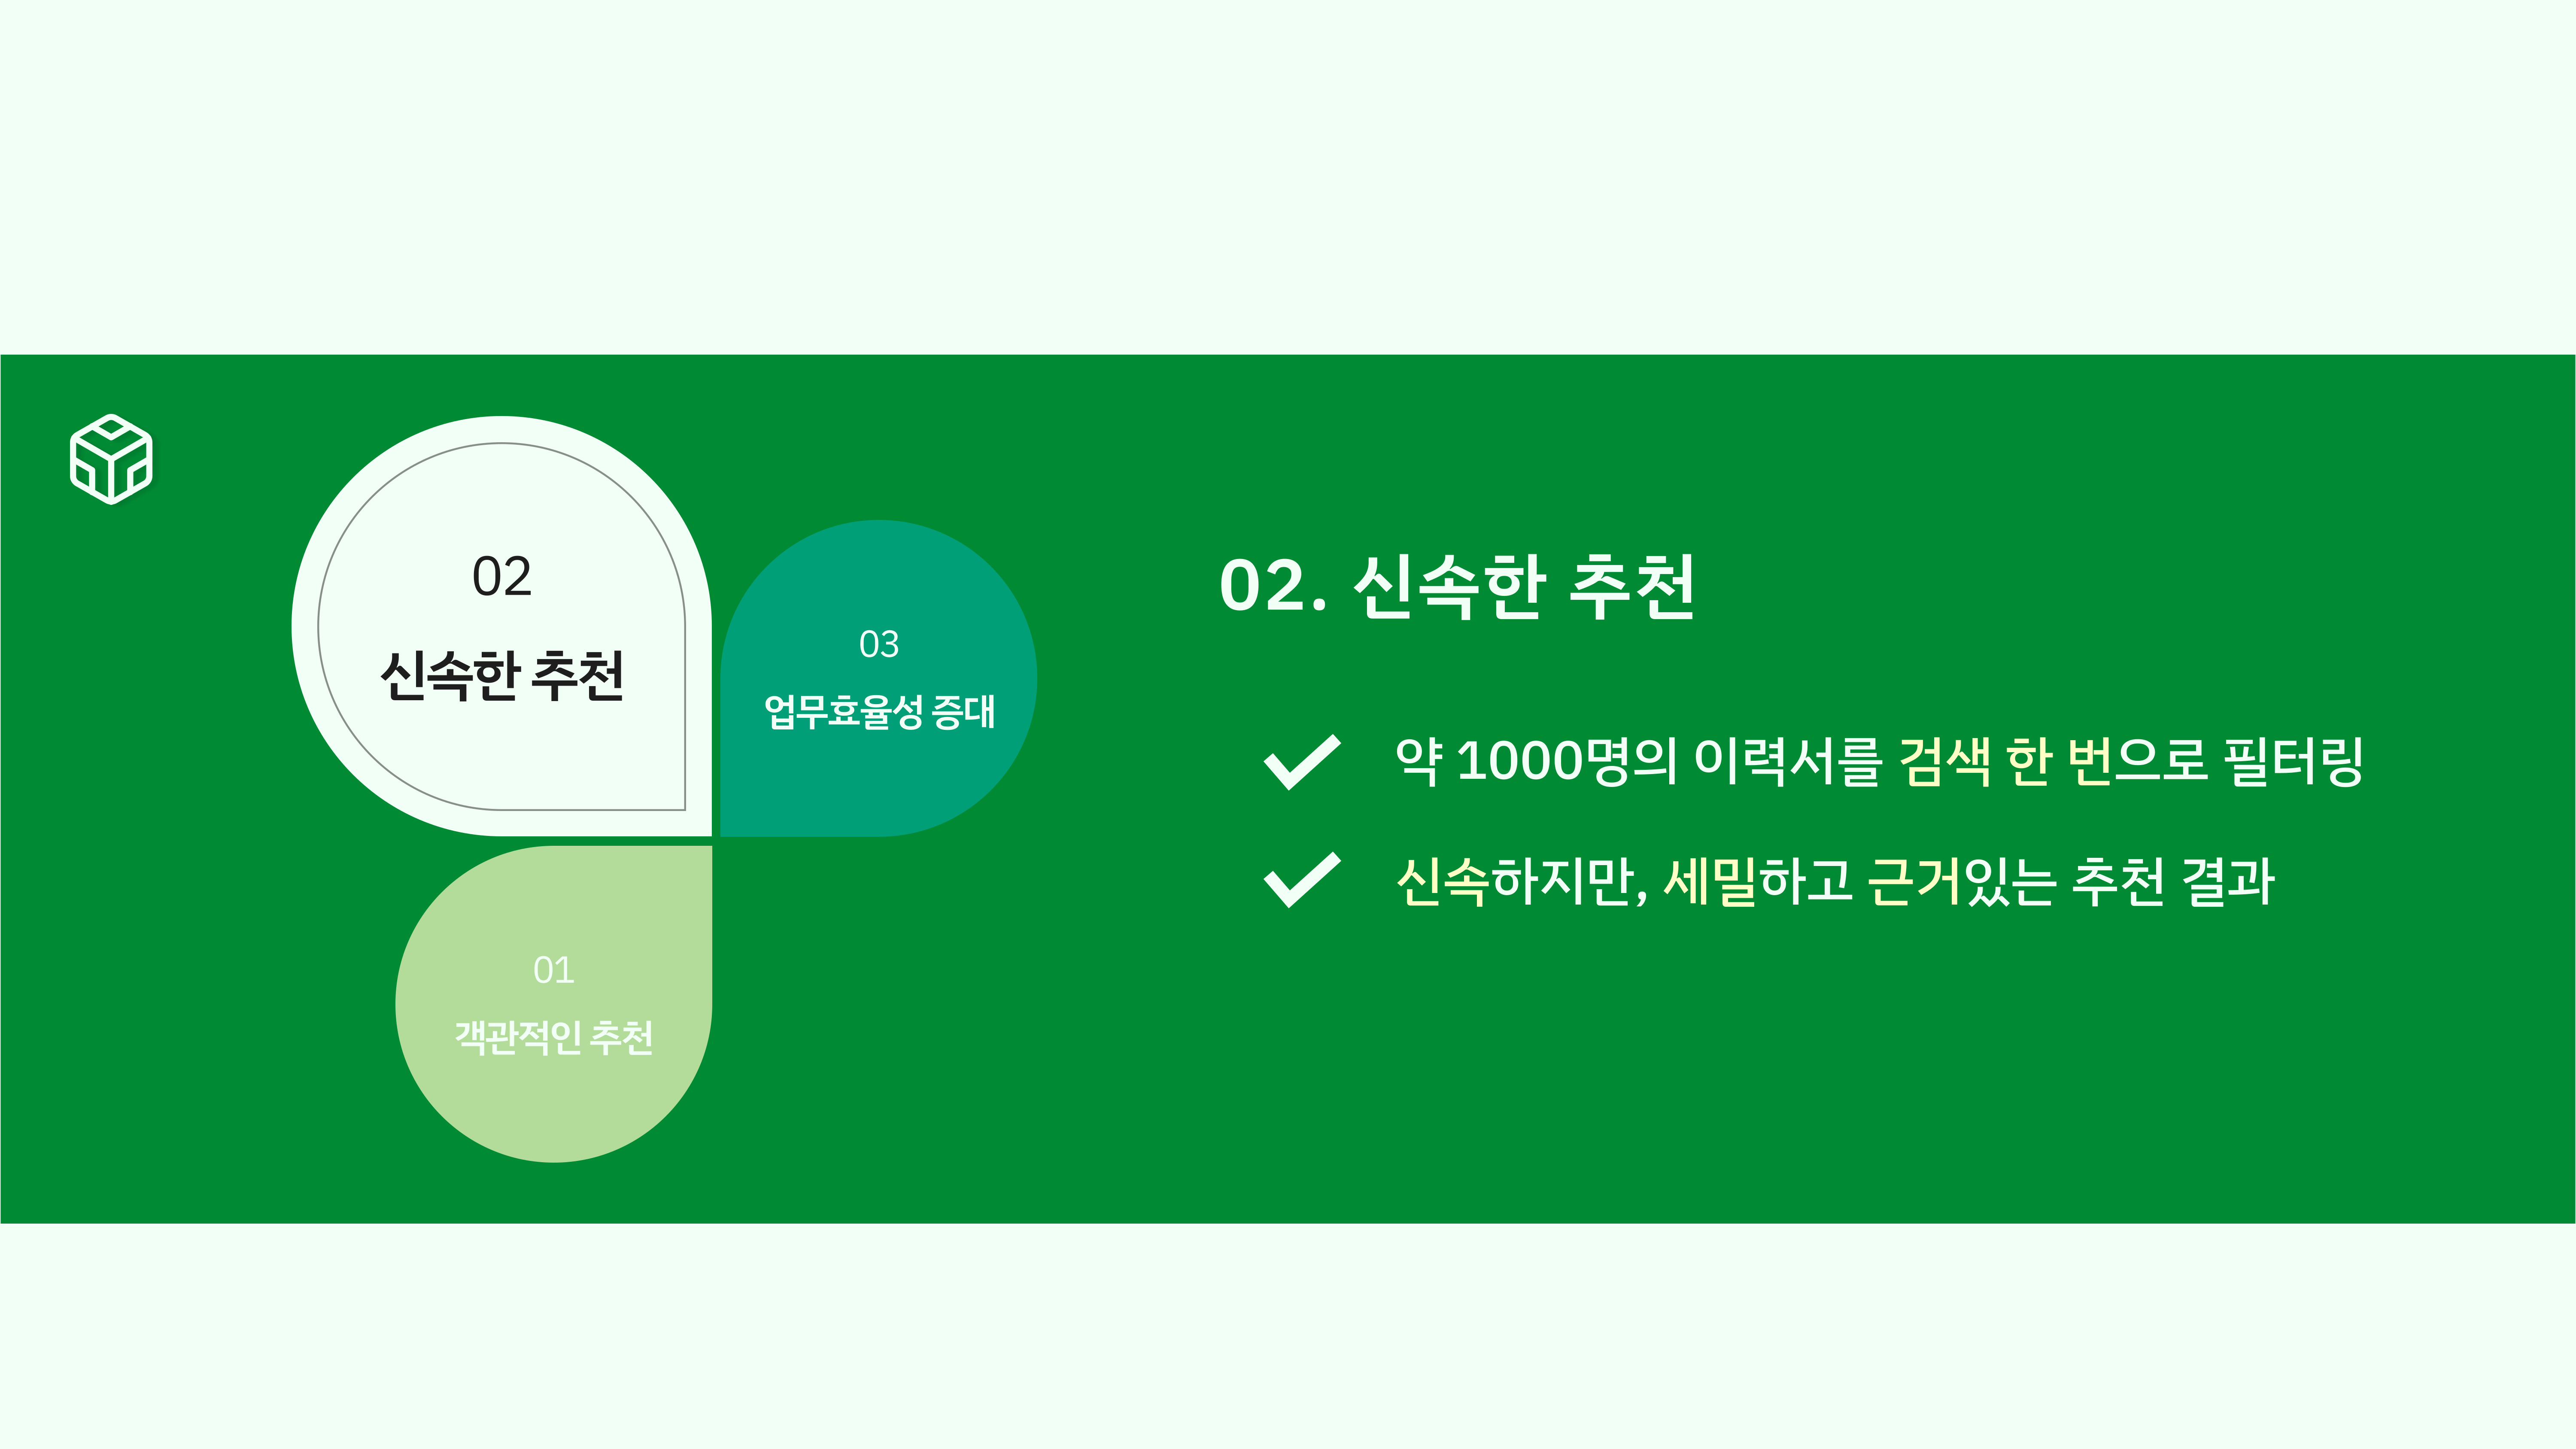 02
신속한 추천
03
업무효율성 증대
01
객관적인 추천
02. 신속한 추천
약 1000명의 이력서를 검색 한 번으로 필터링
신속하지만, 세밀하고 근거있는 추천 결과